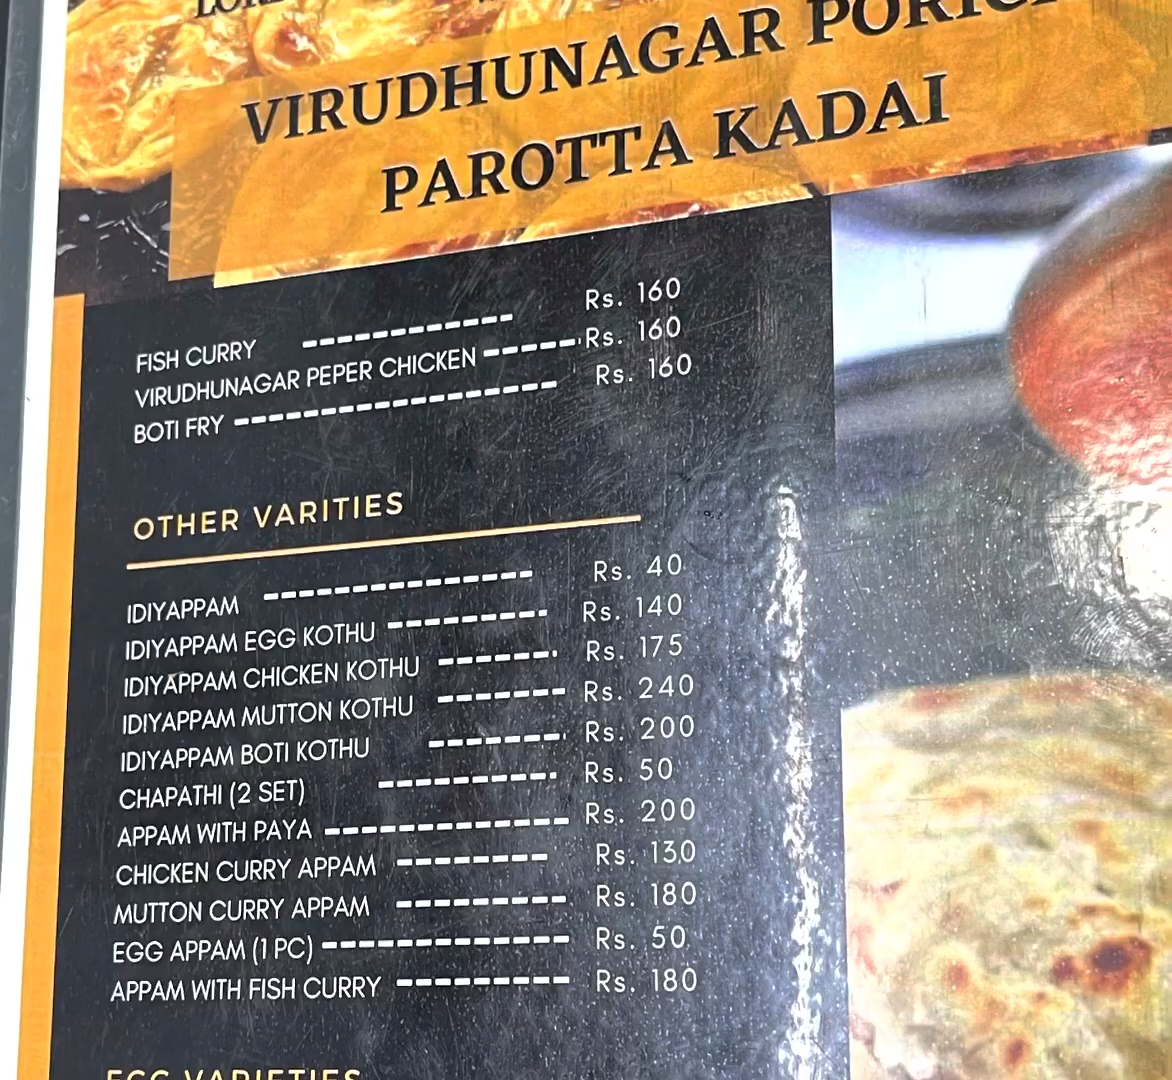 VIRUDHUNAGAR
PAROTTA KADAI
FISH CURRY ------------ Rs. 160
VIRUDHUNAGAR PEPER CHICKEN ------- Rs. 160
BOTI FRY ----------------------- Rs. 160
OTHER VARITIES
IDIYAPPAM -------------------- Rs. 40
IDIYAPPAM EGG KOTHU ------------ Rs. 140
IDIYAPPAM CHICKEN KOTHU --------- Rs. 175
IDIYAPPAM MUTTON KOTHU --------- Rs. 240
IDIYAPPAM BOTI KOTHU ---------- Rs. 200
CHAPATHI (2 SET) ------------- Rs. 50
APPAM WITH PAYA ----------------- Rs. 200
CHICKEN CURRY APPAM ----------- Rs. 130
MUTTON CURRY APPAM ------------ Rs. 180
EGG APPAM (1 PC) ------------------ Rs. 50
APPAM WITH FISH CURRY ------------ Rs. 180
EGG VARIETIES